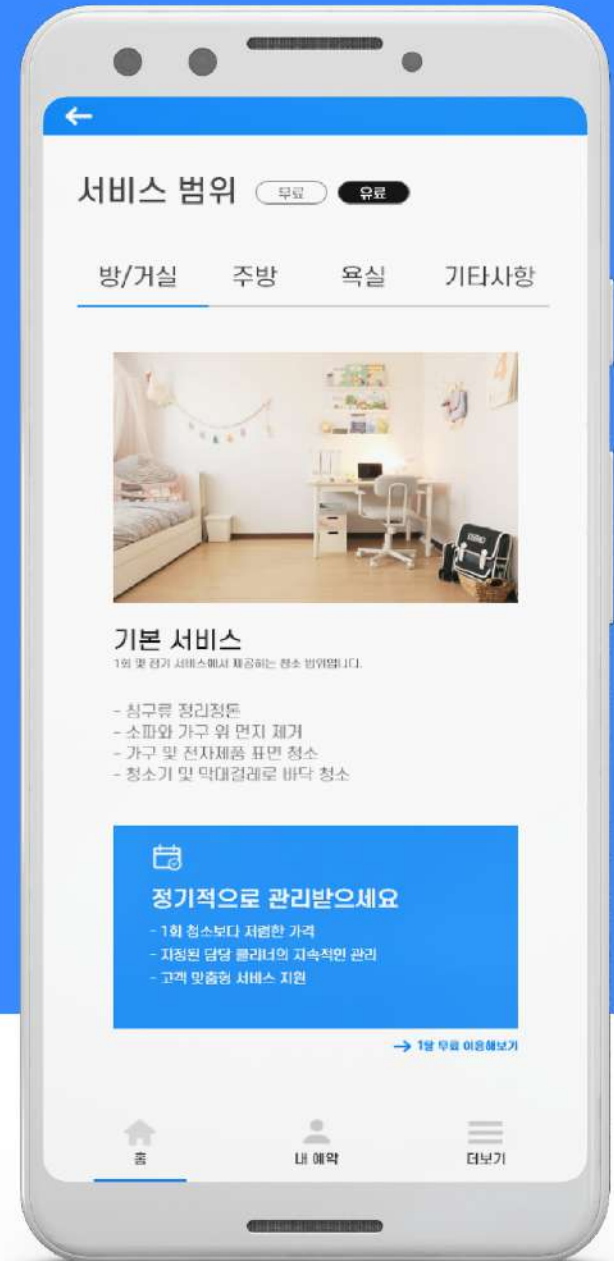 서비스 범위 무료 유료
방/거실 주방 욕실 기타사항
기본 서비스
1회 및 정기 서비스에서 제공하는 청소 범위입니다.
- 침구류 정리정돈
- 소파와 가구 위 먼지 제거
- 가구 및 전자제품 표면 청소
- 청소기 및 막대걸레로 바닥 청소
정기적으로 관리받으세요
- 1회 청소보다 저렴한 가격
- 지정된 담당 클리너의 지속적인 관리
- 고객 맞춤형 서비스 지원
→ 1달 무료 이용해보기
홈 내 예약 더보기